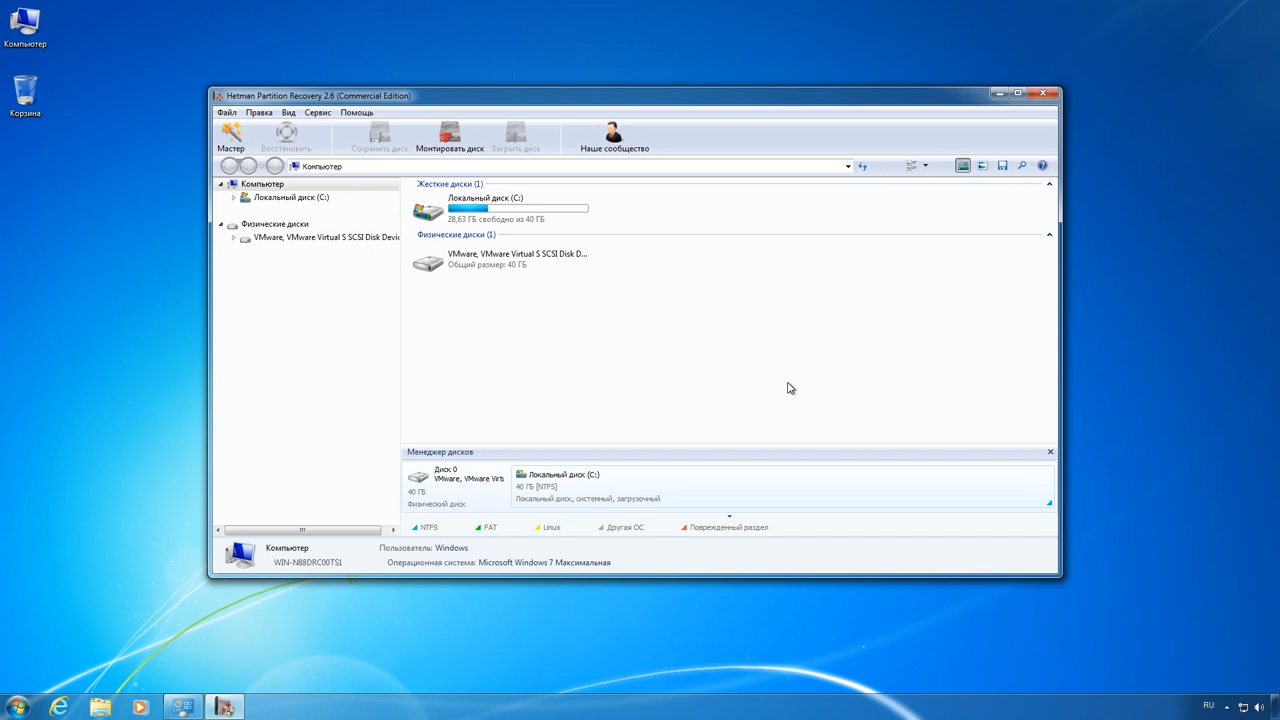 Компьютер
Корзина
Hetman Partition Recovery 2.6 (Commercial Edition)
Файл Правка Вид Сервис Помощь
Мастер Восстановить Сохранить диск Монтировать диск Закрыть диск Наше сообщество
Компьютер
Компьютер
Локальный диск (C:)
Физические диски
VMware, VMware Virtual S SCSI Disk Devic
Жесткие диски (1)
Локальный диск (C:)
28,63 ГБ свободно из 40 ГБ
Физические диски (1)
VMware, VMware Virtual S SCSI Disk D...
Общий размер: 40 ГБ
Менеджер дисков
Диск 0
VMware, VMware Virtu
40 ГБ
Физический диск
Локальный диск (C:)
40 ГБ [NTFS]
Локальный диск, системный, загрузочный
NTFS FAT Linux Другая ОС Поврежденный раздел
Компьютер Пользователь: Windows
WIN-N88DRC00TS1 Операционная система: Microsoft Windows 7 Максимальная
RU